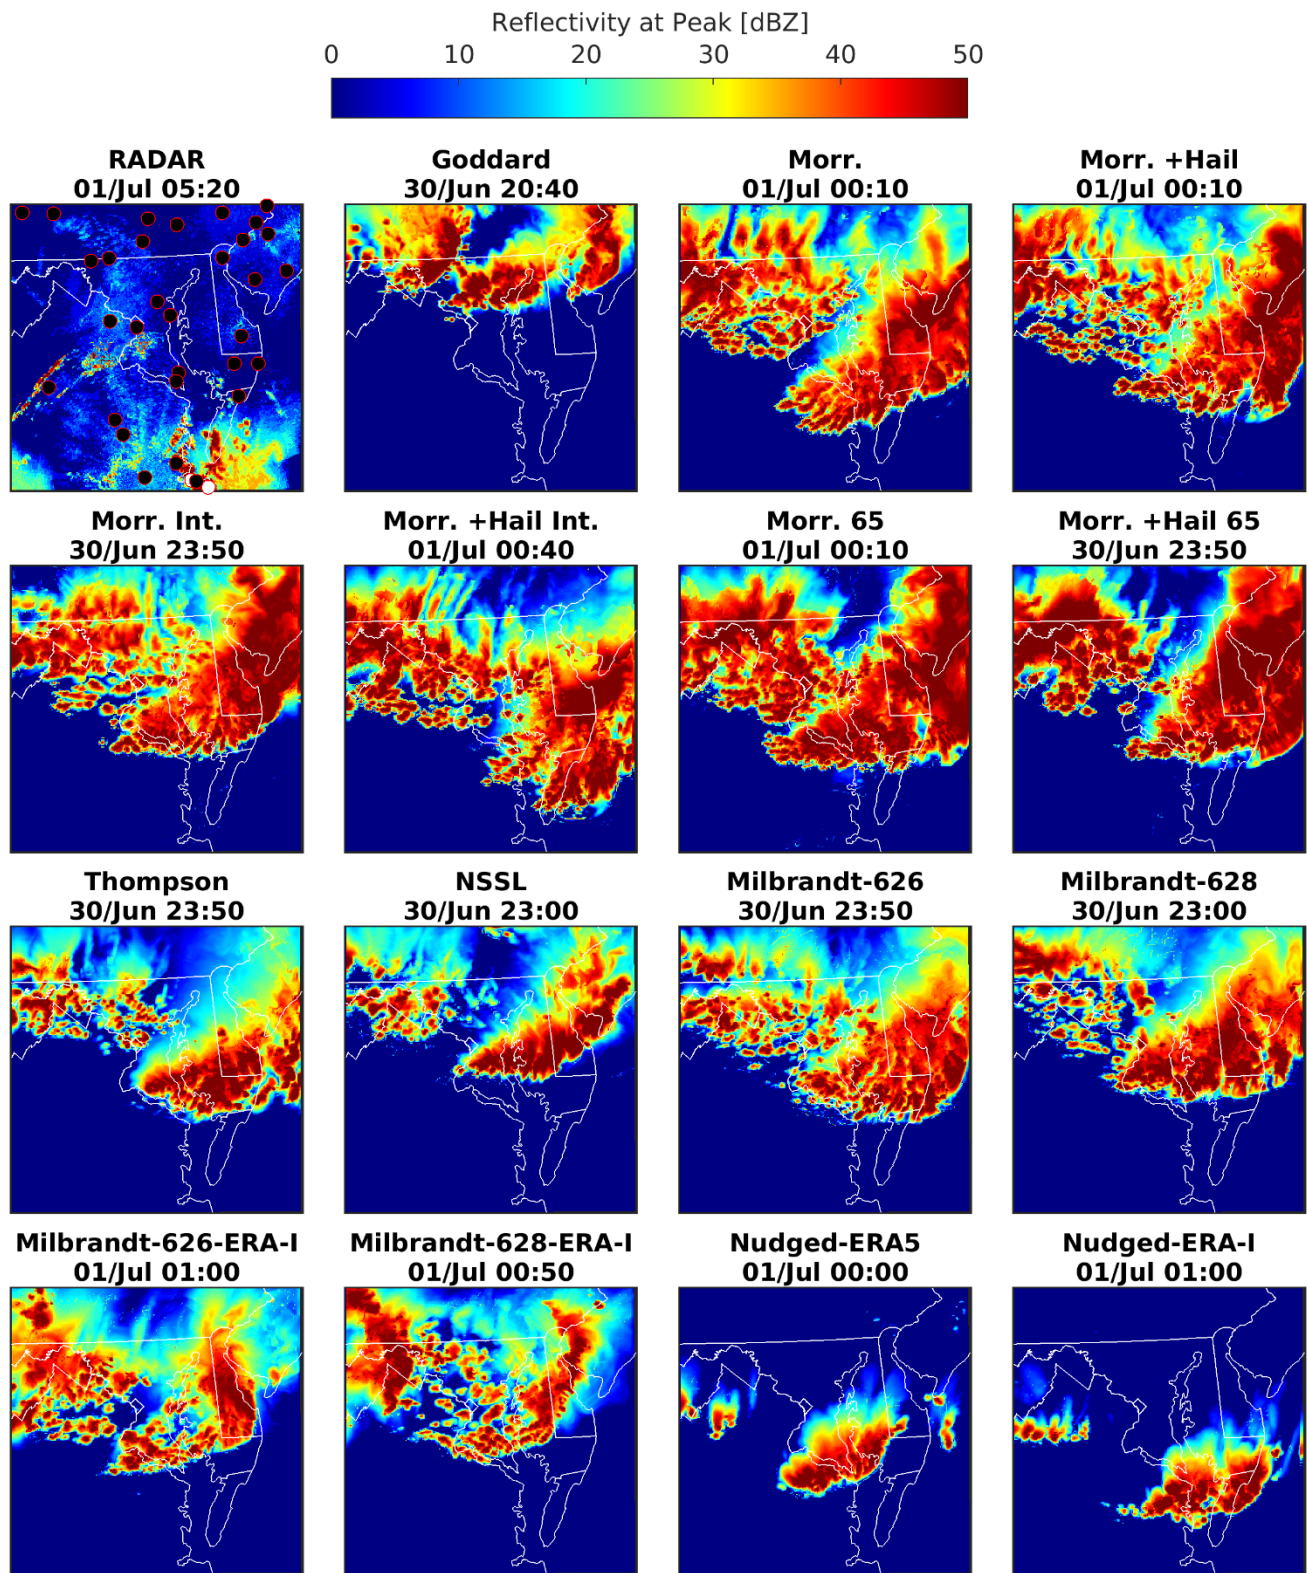 Reflectivity at Peak [dBZ]
0 10 20 30 40 50
RADAR
01/Jul 05:20
Goddard
30/Jun 20:40
Morr.
01/Jul 00:10
Morr. +Hail
01/Jul 00:10
Morr. Int.
30/Jun 23:50
Morr. +Hail Int.
01/Jul 00:40
Morr. 65
01/Jul 00:10
Morr. +Hail 65
30/Jun 23:50
Thompson
30/Jun 23:50
NSSL
30/Jun 23:00
Milbrandt-626
30/Jun 23:50
Milbrandt-628
30/Jun 23:00
Milbrandt-626-ERA-I
01/Jul 01:00
Milbrandt-628-ERA-I
01/Jul 00:50
Nudged-ERA5
01/Jul 00:00
Nudged-ERA-I
01/Jul 01:00